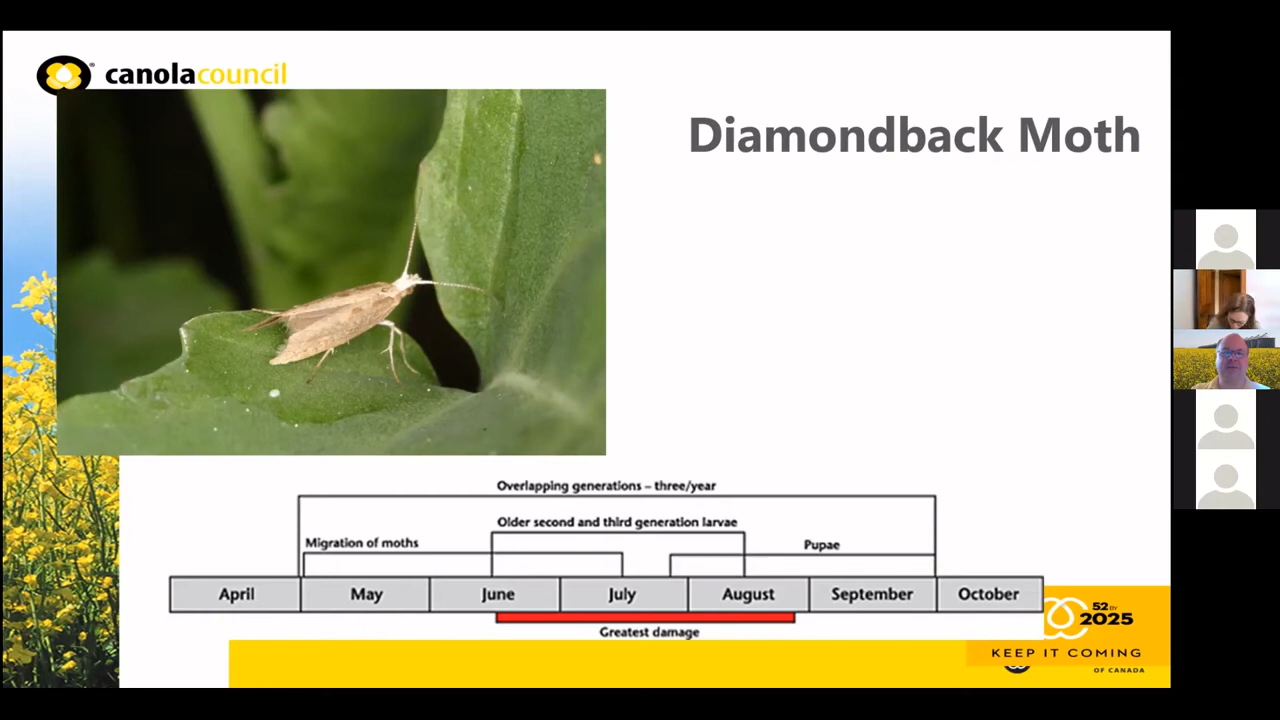 canolacouncil
Diamondback Moth
Overlapping generations – three/year
Older second and third generation larvae
Migration of moths
Pupae
April May June July August September October
Greatest damage
52 BY
2025
KEEP IT COMING
OF CANADA